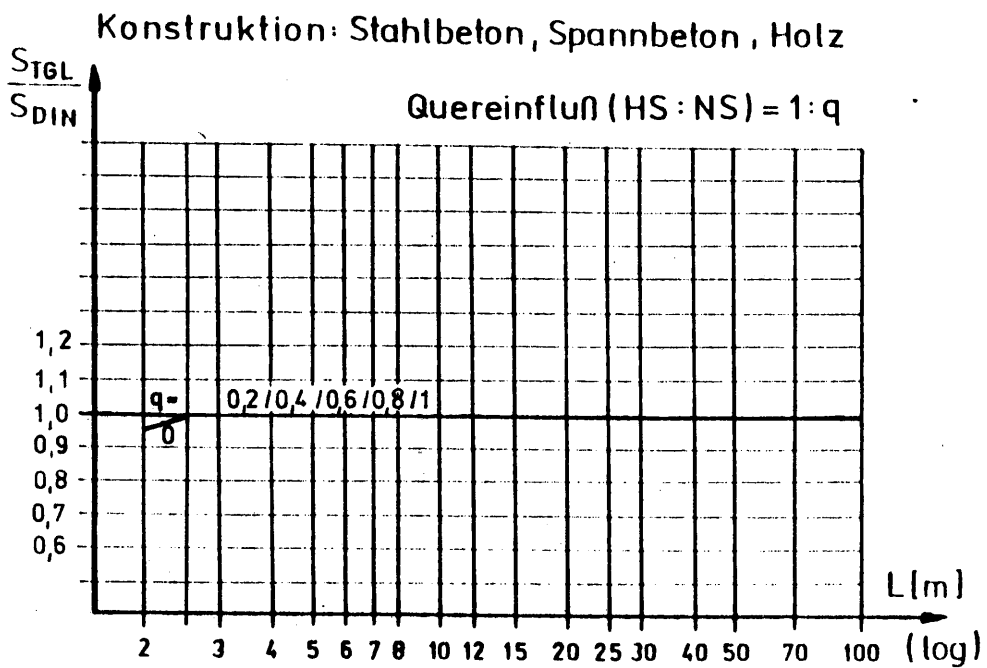 Konstruktion: Stahlbeton, Spannbeton, Holz
S_TGL
S_DIN
Quereinfluß (HS : NS) = 1 : q
1,2
1,1
1,0
0,9
0,8
0,7
0,6
q =
0
0,2 / 0,4 / 0,6 / 0,8 / 1
L [m]
2 3 4 5 6 7 8 10 12 15 20 25 30 40 50 70 100 (log)